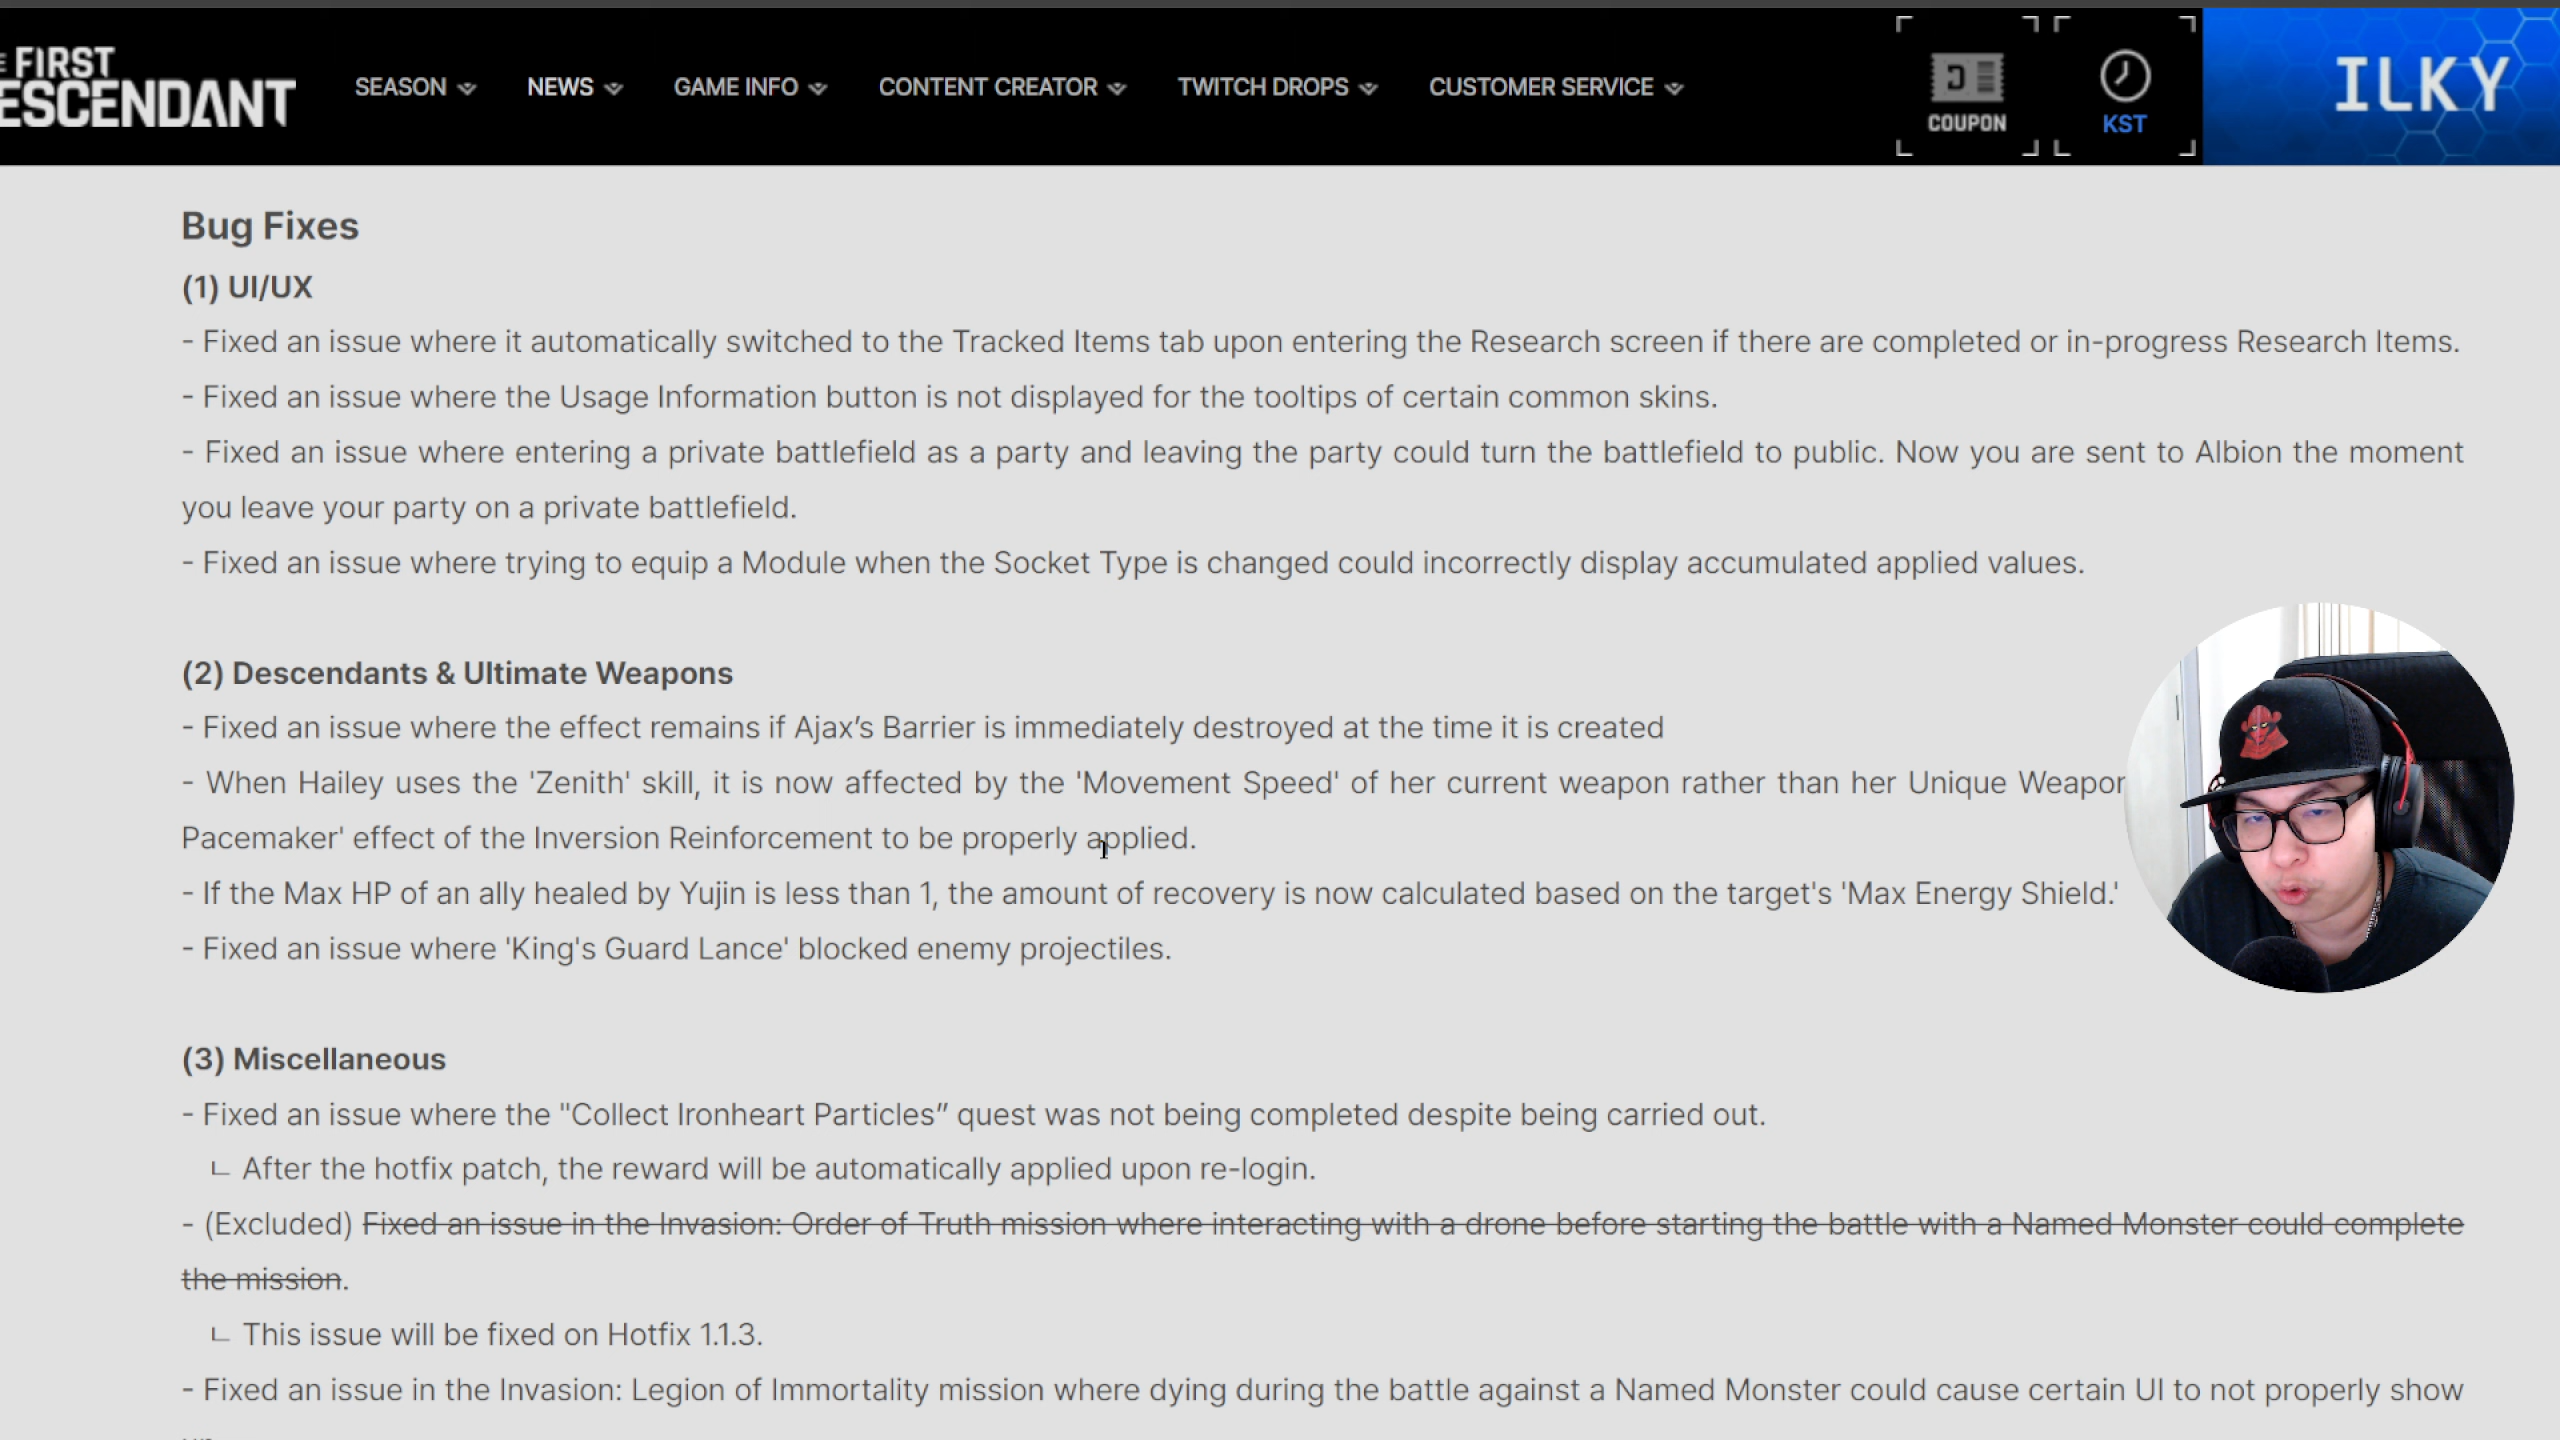 FIRST
ESCENDANT
SEASON NEWS GAME INFO CONTENT CREATOR TWITCH DROPS CUSTOMER SERVICE COUPON KST ILKY
Bug Fixes
(1) UI/UX
- Fixed an issue where it automatically switched to the Tracked Items tab upon entering the Research screen if there are completed or in-progress Research Items.
- Fixed an issue where the Usage Information button is not displayed for the tooltips of certain common skins.
- Fixed an issue where entering a private battlefield as a party and leaving the party could turn the battlefield to public. Now you are sent to Albion the moment
you leave your party on a private battlefield.
- Fixed an issue where trying to equip a Module when the Socket Type is changed could incorrectly display accumulated applied values.
(2) Descendants & Ultimate Weapons
- Fixed an issue where the effect remains if Ajax’s Barrier is immediately destroyed at the time it is created
- When Hailey uses the 'Zenith' skill, it is now affected by the 'Movement Speed' of her current weapon rather than her Unique Weapon
Pacemaker' effect of the Inversion Reinforcement to be properly applied.
- If the Max HP of an ally healed by Yujin is less than 1, the amount of recovery is now calculated based on the target's 'Max Energy Shield.'
- Fixed an issue where 'King's Guard Lance' blocked enemy projectiles.
(3) Miscellaneous
- Fixed an issue where the "Collect Ironheart Particles” quest was not being completed despite being carried out.
ㄴ After the hotfix patch, the reward will be automatically applied upon re-login.
- (Excluded) Fixed an issue in the Invasion: Order of Truth mission where interacting with a drone before starting the battle with a Named Monster could complete
the mission.
ㄴ This issue will be fixed on Hotfix 1.1.3.
- Fixed an issue in the Invasion: Legion of Immortality mission where dying during the battle against a Named Monster could cause certain UI to not properly show